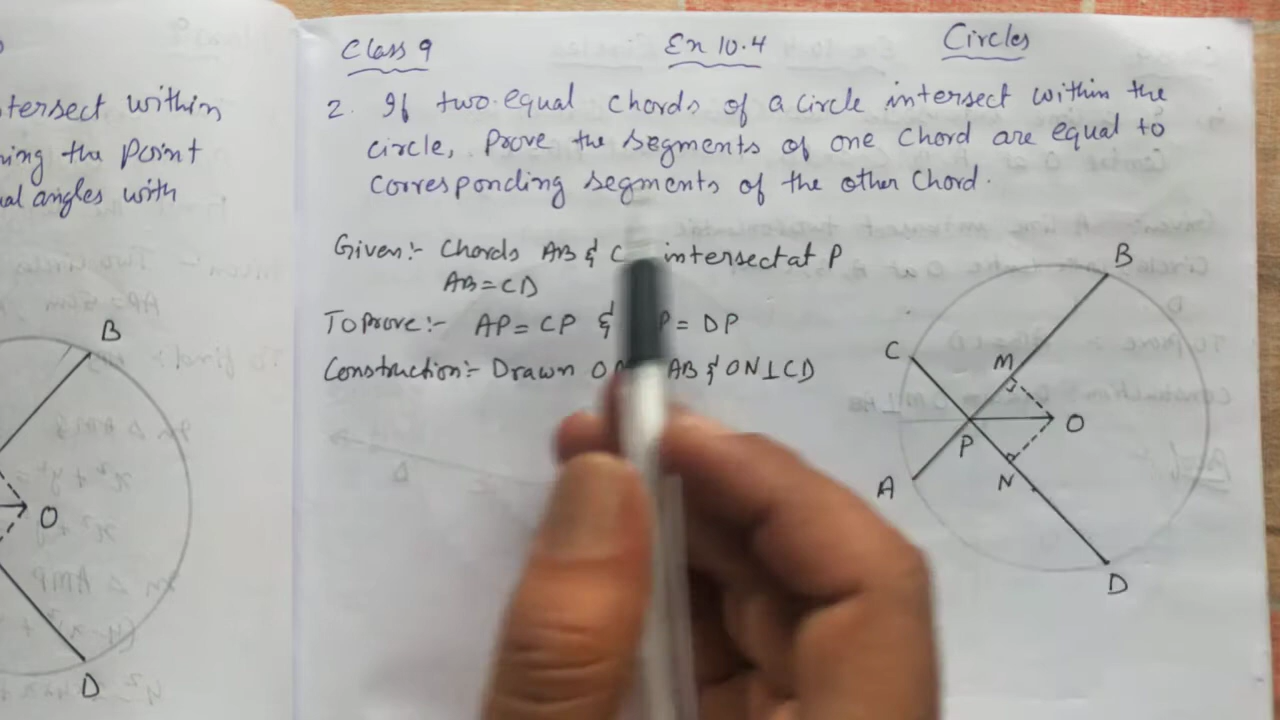 tersect within
ing the point
al angles with
B
O
D
Class 9 Ex 10.4 Circles
2. If two equal chords of a circle intersect within the
circle, Prove the segments of one chord are equal to
corresponding segments of the other chord.
Given:- Chords AB & C intersect at P
AB = CD
To Prove:- AP = CP & P = DP
Construction:- Drawn O AB & ON⊥CD
B
C
M
O
P
A
N
D